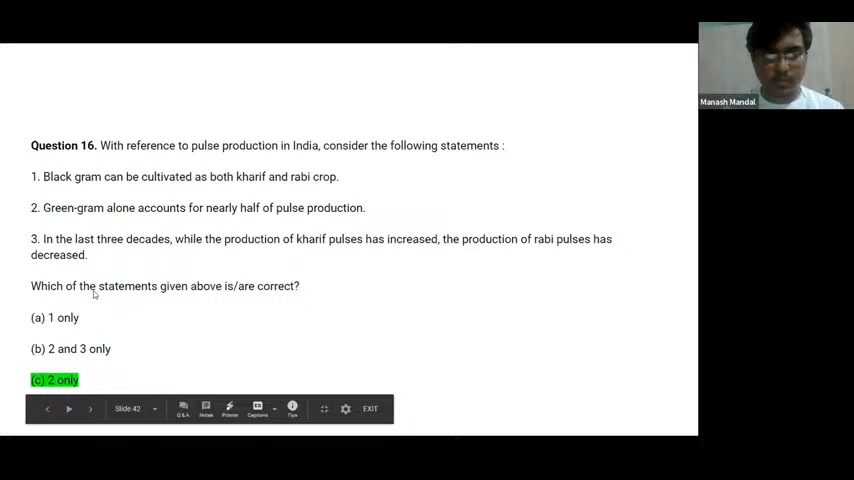 Manash Mandal
Question 16. With reference to pulse production in India, consider the following statements :
1. Black gram can be cultivated as both kharif and rabi crop.
2. Green-gram alone accounts for nearly half of pulse production.
3. In the last three decades, while the production of kharif pulses has increased, the production of rabi pulses has
decreased.
Which of the statements given above is/are correct?
(a) 1 only
(b) 2 and 3 only
(c) 2 only
Slide 42
EXIT
Q & A
Notes
Pointer
Captions
Tips